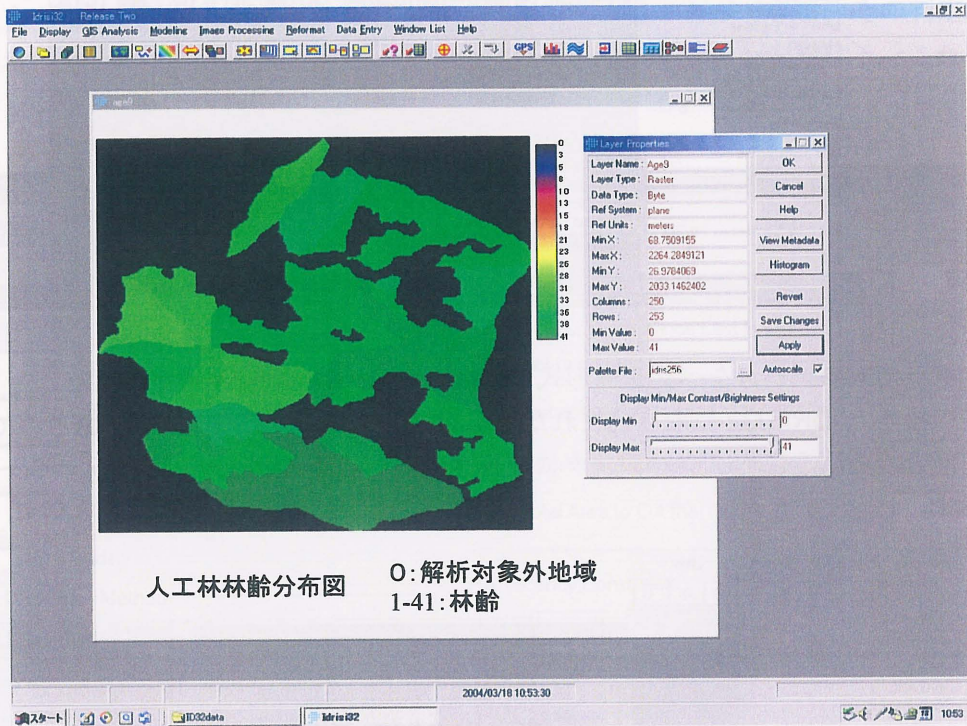 Idrisi32 Release Two
File Display GIS Analysis Modeling Image Processing Reformat Data Entry Window List Help
GPS
age9
0
3
5
8
10
13
15
18
21
23
26
28
31
33
36
38
41
人工林林齢分布図
0:解析対象外地域
1-41:林齢
Layer Properties
Layer Name : Age9
Layer Type : Raster
Data Type : Byte
Ref System : plane
Ref Units : meters
Min X : 68.7509155
Max X : 2264.2849121
Min Y : 26.9784069
Max Y : 2033.1462402
Columns : 250
Rows : 253
Min Value : 0
Max Value : 41
OK
Cancel
Help
View Metadata
Histogram
Revert
Save Changes
Apply
Palette File : idris256 ... Autoscale
Display Min/Max Contrast/Brightness Settings
Display Min 0
Display Max 41
2004/03/18 10:53:30
スタート ID32data Idrisi32 10:53